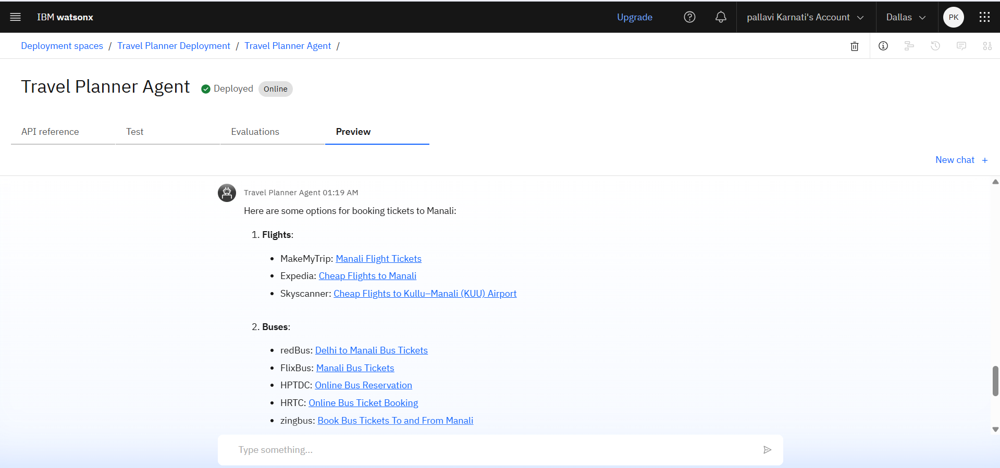 IBM watsonx
Upgrade
pallavi Karnati's Account
Dallas
PK
Deployment spaces / Travel Planner Deployment / Travel Planner Agent /
Travel Planner Agent
Deployed
Online
API reference
Test
Evaluations
Preview
New chat +
Travel Planner Agent 01:19 AM
Here are some options for booking tickets to Manali:
1. Flights:
• MakeMyTrip: Manali Flight Tickets
• Expedia: Cheap Flights to Manali
• Skyscanner: Cheap Flights to Kullu–Manali (KUU) Airport
2. Buses:
• redBus: Delhi to Manali Bus Tickets
• FlixBus: Manali Bus Tickets
• HPTDC: Online Bus Reservation
• HRTC: Online Bus Ticket Booking
• zingbus: Book Bus Tickets To and From Manali
Type something...